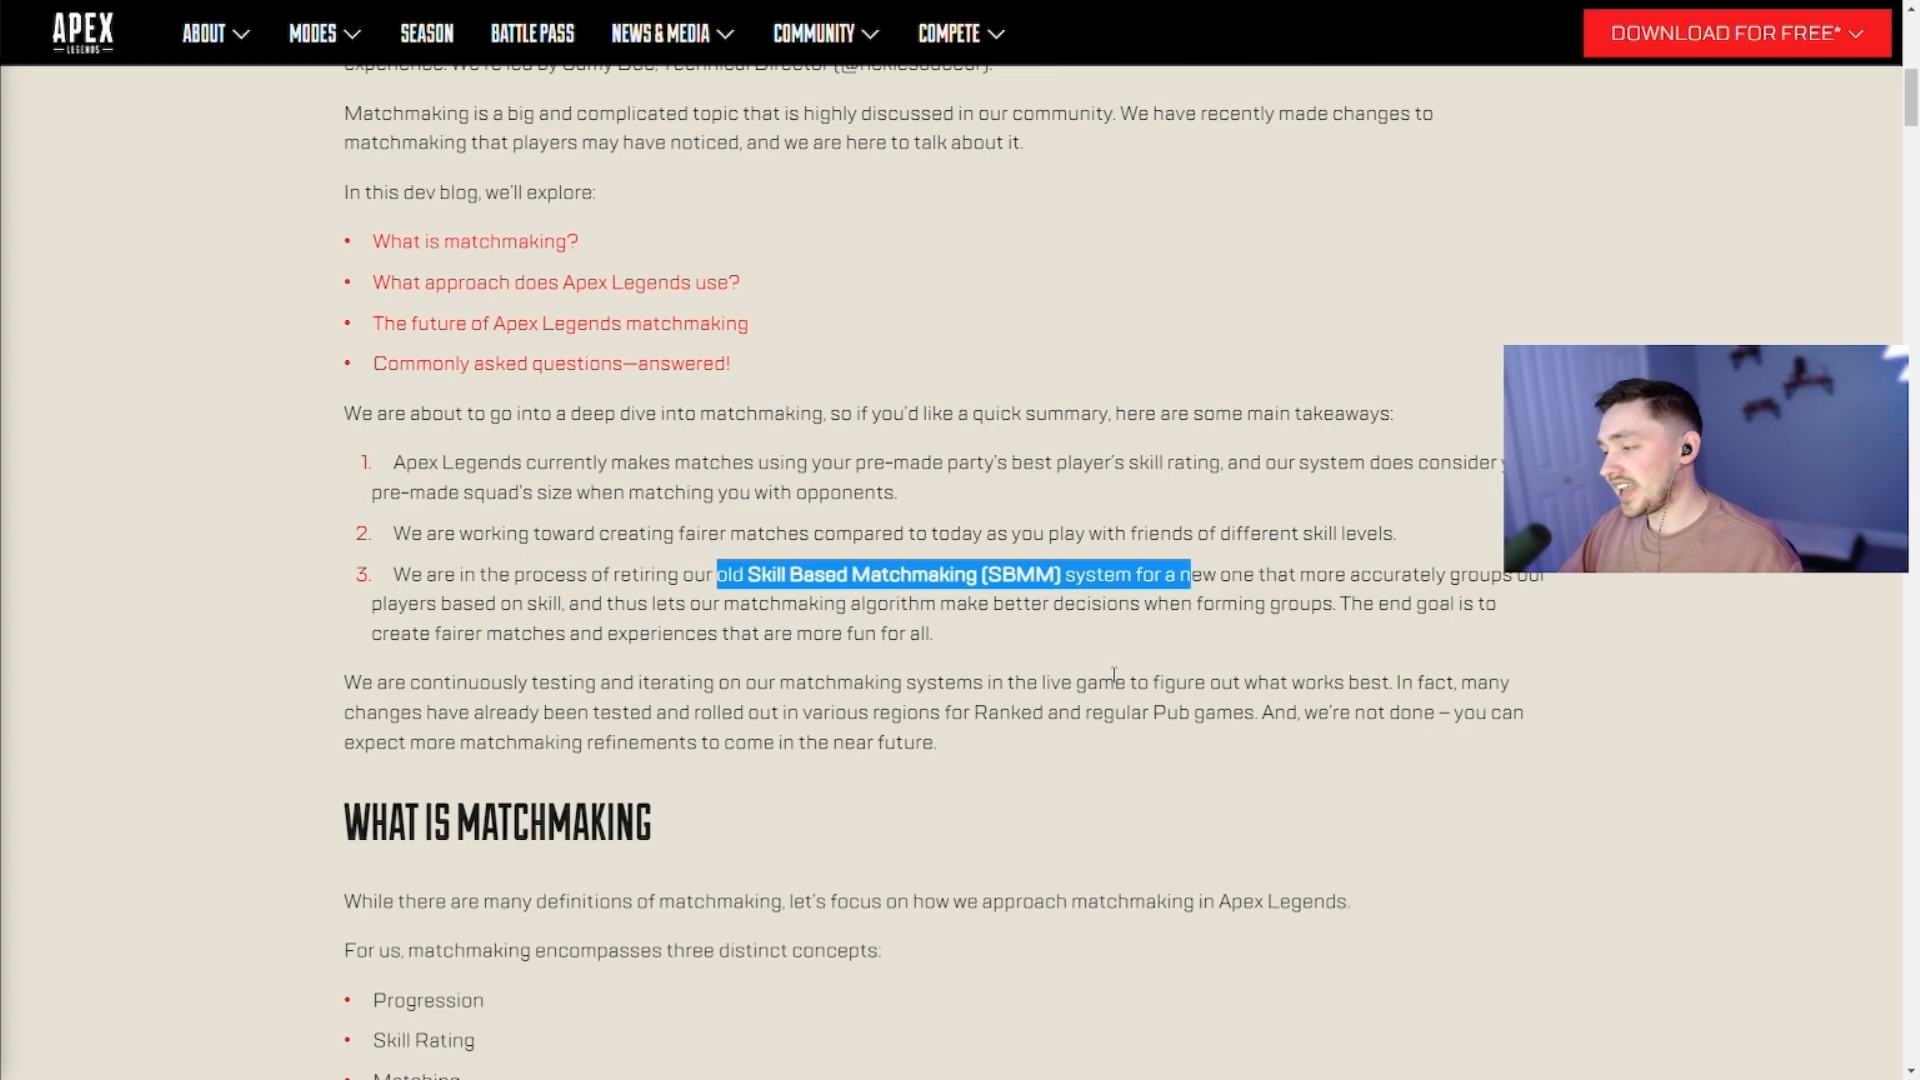 APEX
LEGENDS
ABOUT MODES SEASON BATTLE PASS NEWS & MEDIA COMMUNITY COMPETE DOWNLOAD FOR FREE*
Matchmaking is a big and complicated topic that is highly discussed in our community. We have recently made changes to
matchmaking that players may have noticed, and we are here to talk about it.
In this dev blog, we'll explore:
• What is matchmaking?
• What approach does Apex Legends use?
• The future of Apex Legends matchmaking
• Commonly asked questions—answered!
We are about to go into a deep dive into matchmaking, so if you'd like a quick summary, here are some main takeaways:
1. Apex Legends currently makes matches using your pre-made party's best player's skill rating, and our system does consider
pre-made squad's size when matching you with opponents.
2. We are working toward creating fairer matches compared to today as you play with friends of different skill levels.
3. We are in the process of retiring our old Skill Based Matchmaking (SBMM) system for a new one that more accurately groups our
players based on skill, and thus lets our matchmaking algorithm make better decisions when forming groups. The end goal is to
create fairer matches and experiences that are more fun for all.
We are continuously testing and iterating on our matchmaking systems in the live game to figure out what works best. In fact, many
changes have already been tested and rolled out in various regions for Ranked and regular Pub games. And, we're not done – you can
expect more matchmaking refinements to come in the near future.
WHAT IS MATCHMAKING
While there are many definitions of matchmaking, let's focus on how we approach matchmaking in Apex Legends.
For us, matchmaking encompasses three distinct concepts:
• Progression
• Skill Rating
• Matching